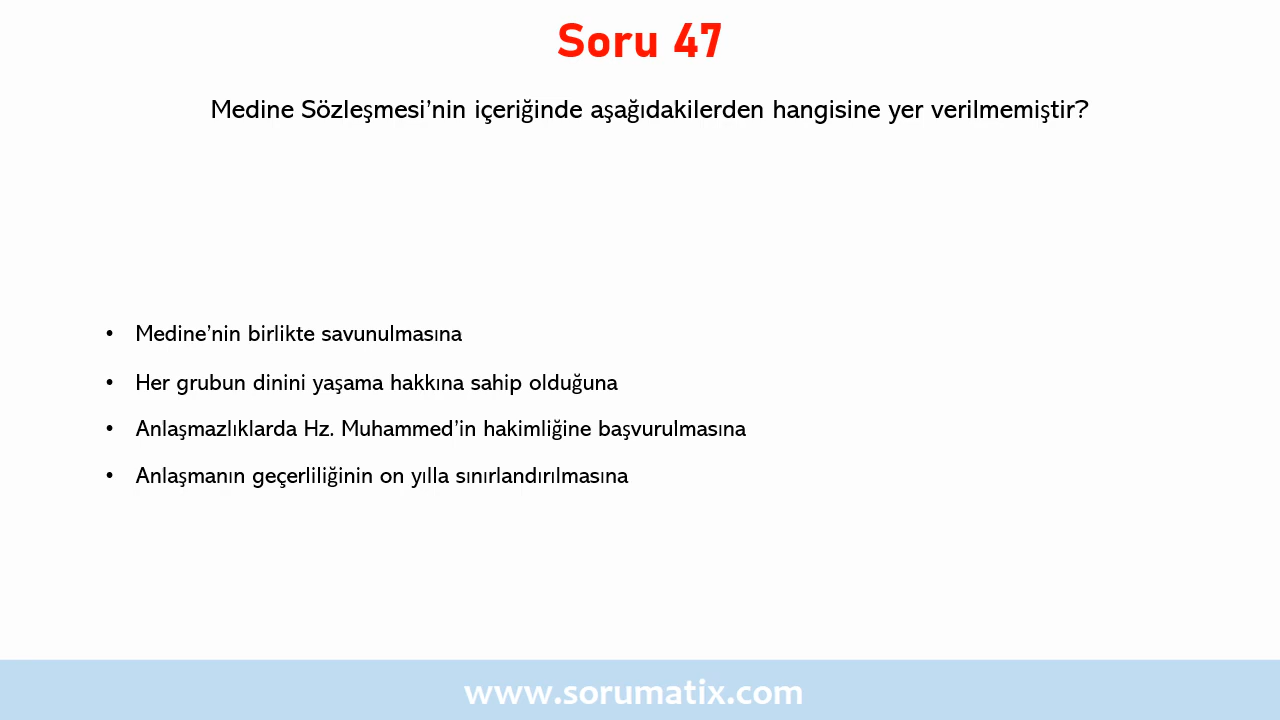 Soru 47
Medine Sözleşmesi’nin içeriğinde aşağıdakilerden hangisine yer verilmemiştir?
• Medine’nin birlikte savunulmasına
• Her grubun dinini yaşama hakkına sahip olduğuna
• Anlaşmazlıklarda Hz. Muhammed’in hakimliğine başvurulmasına
• Anlaşmanın geçerliliğinin on yılla sınırlandırılmasına
www.sorumatix.com